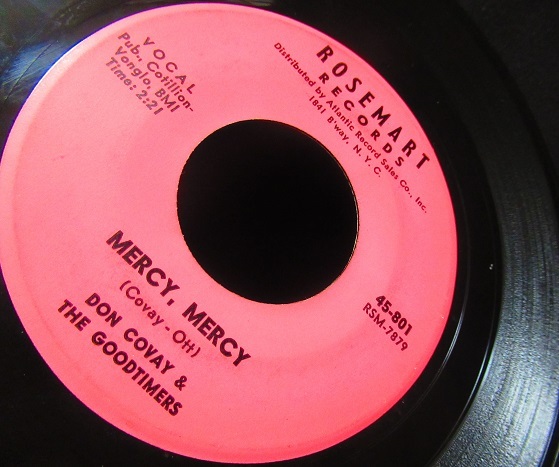 VOCAL
Pub., Cotillion-
Vonglo, BMI
Time: 2:21
ROSEMART
RECORDS
Distributed by Atlantic Record Sales Co., Inc.
1841 B'way, N. Y. C.
45-801
RSM-7879
MERCY, MERCY
(Covay - Ott)
DON COVAY &
THE GOODTIMERS